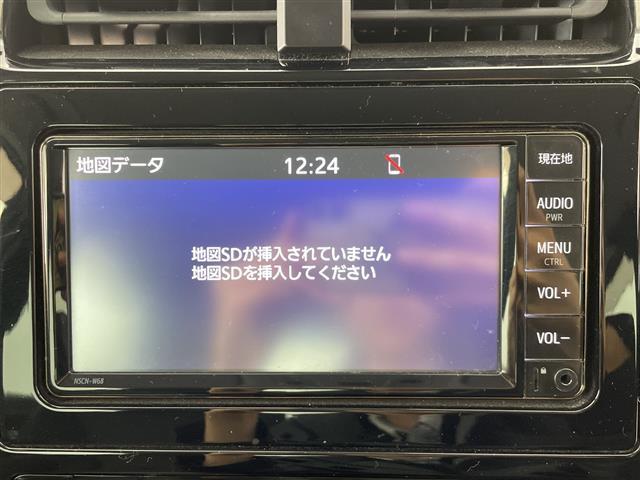 地図データ 12:24
現在地
AUDIO
PWR
地図SDが挿入されていません
地図SDを挿入してください
MENU
CTRL
VOL+
VOL-
NSCN-W68